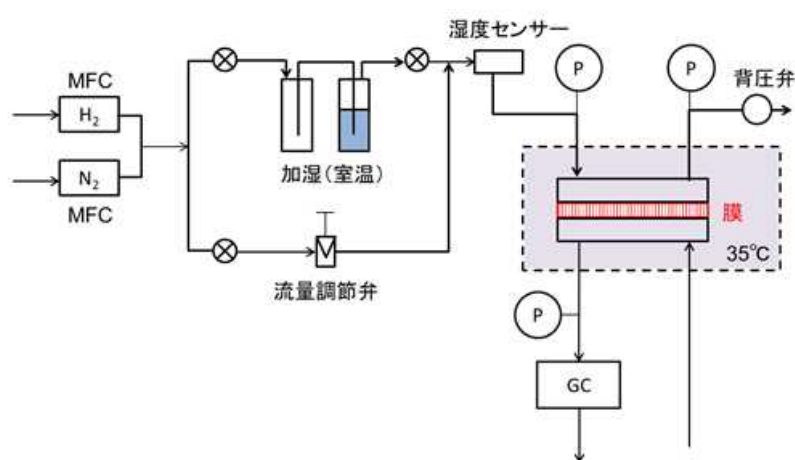 湿度センサー
MFC
H₂
N₂
MFC
加湿(室温)
流量調節弁
P
P
背圧弁
膜
35℃
P
GC